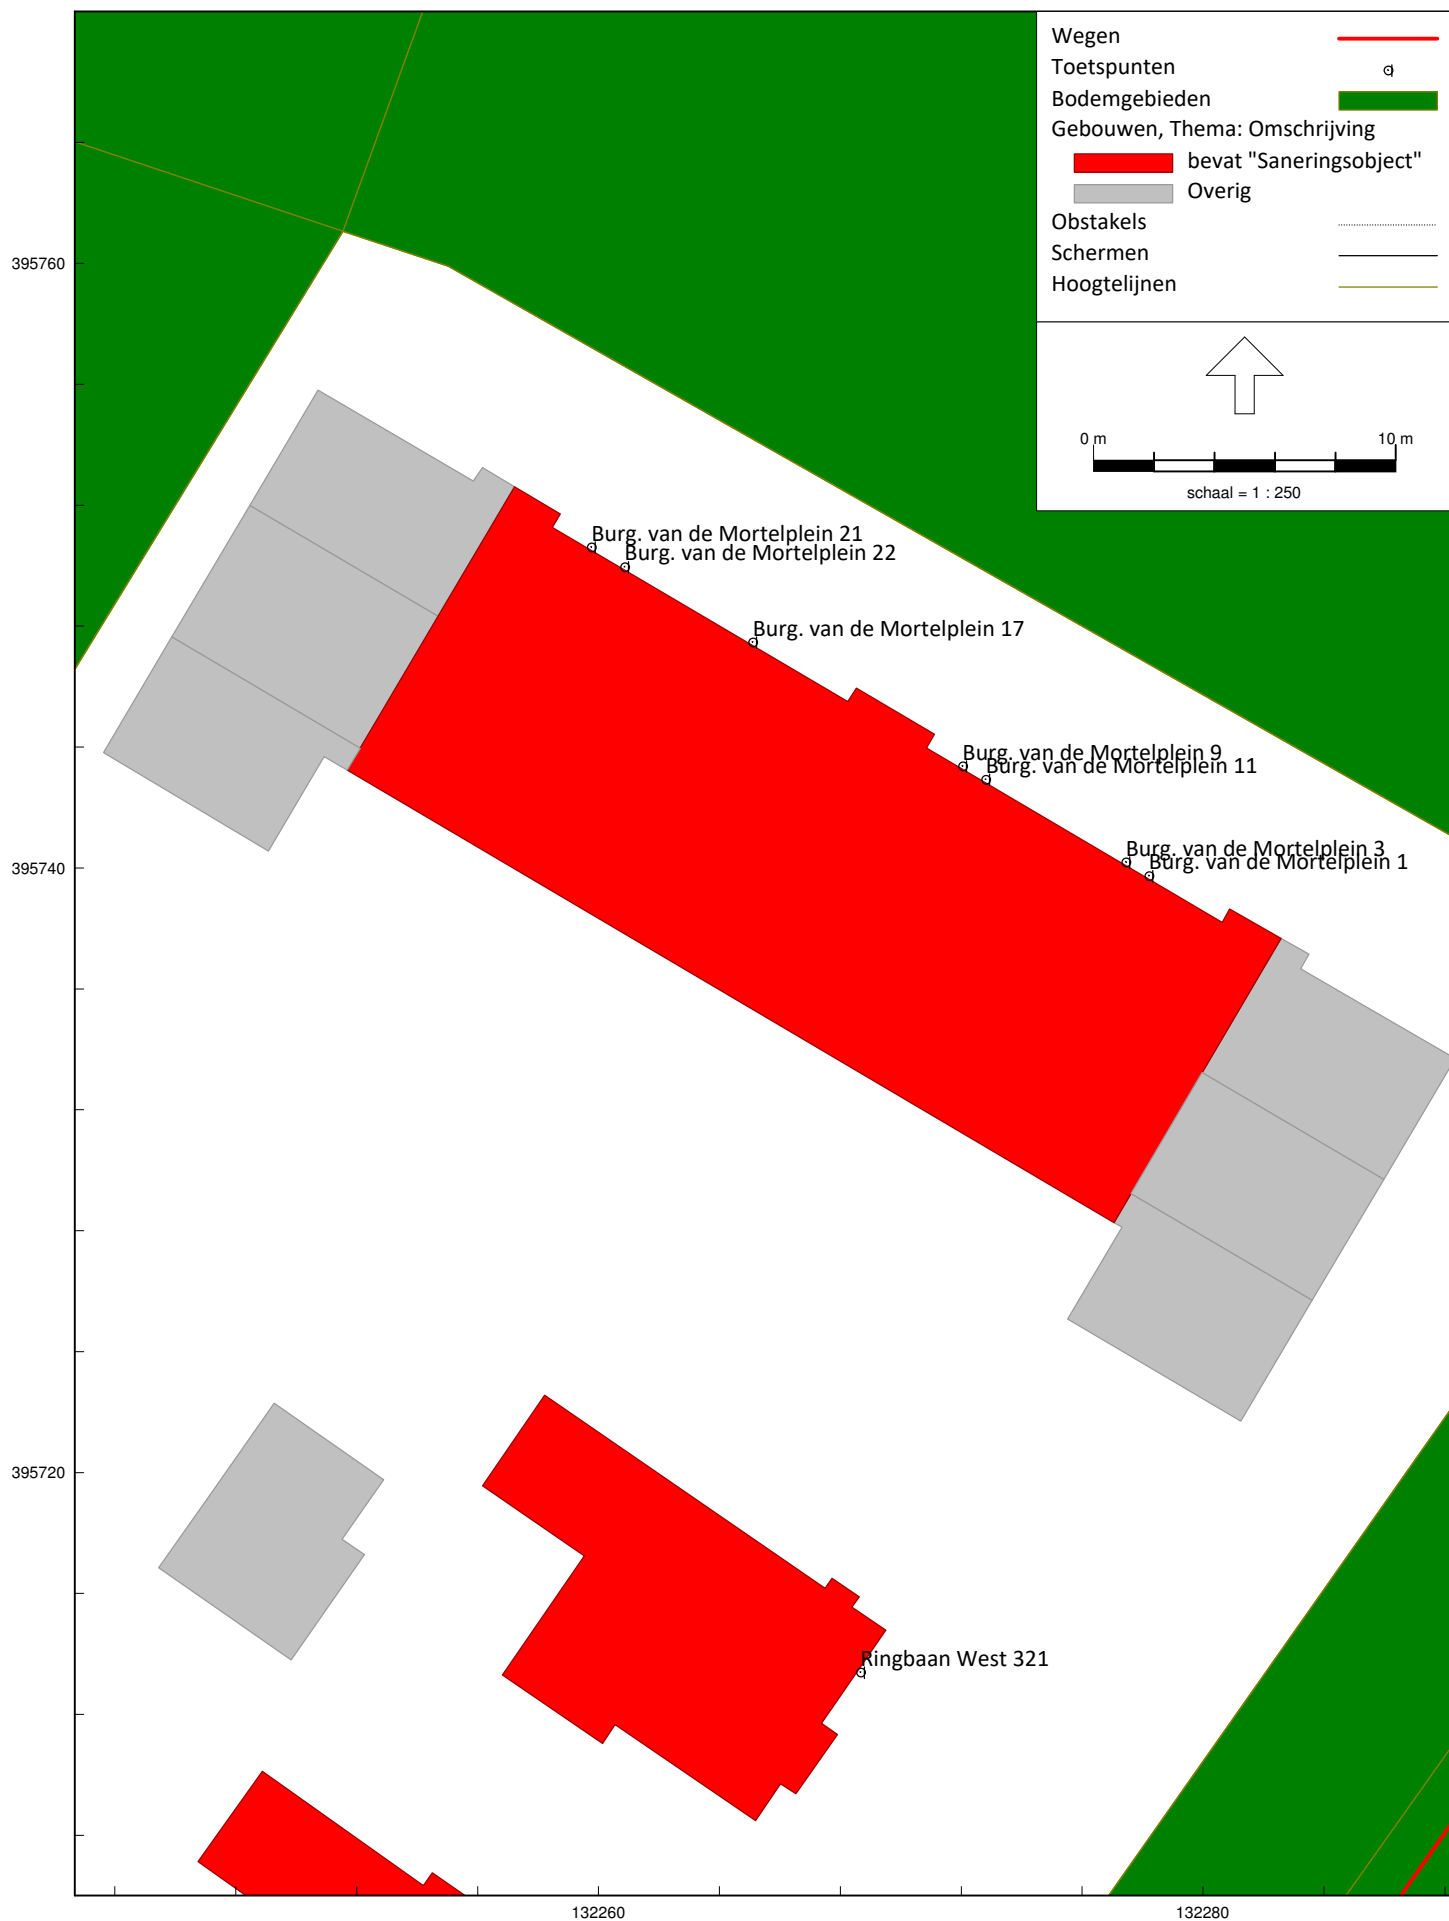 Wegen
Toetspunten
Bodemgebieden
Gebouwen, Thema: Omschrijving
bevat "Saneringsobject"
Overig
Obstakels
Schermen
Hoogtelijnen
0 m 10 m
schaal = 1 : 250
395760
Burg. van de Mortelplein 21
Burg. van de Mortelplein 22
Burg. van de Mortelplein 17
Burg. van de Mortelplein 9
Burg. van de Mortelplein 11
Burg. van de Mortelplein 3
Burg. van de Mortelplein 1
395740
395720
Ringbaan West 321
132260 132280